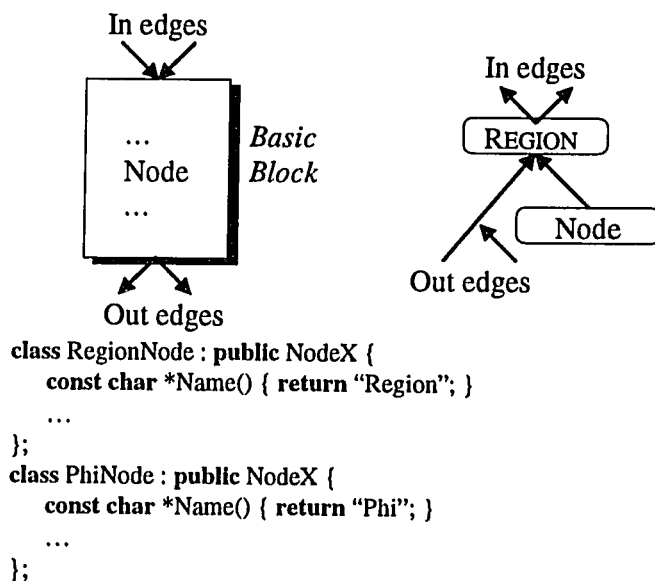 In edges
...
Node
...
Basic
Block
Out edges
In edges
REGION
Node
Out edges
class RegionNode : public NodeX {
const char *Name() { return “Region”; }
...
};
class PhiNode : public NodeX {
const char *Name() { return “Phi”; }
...
};